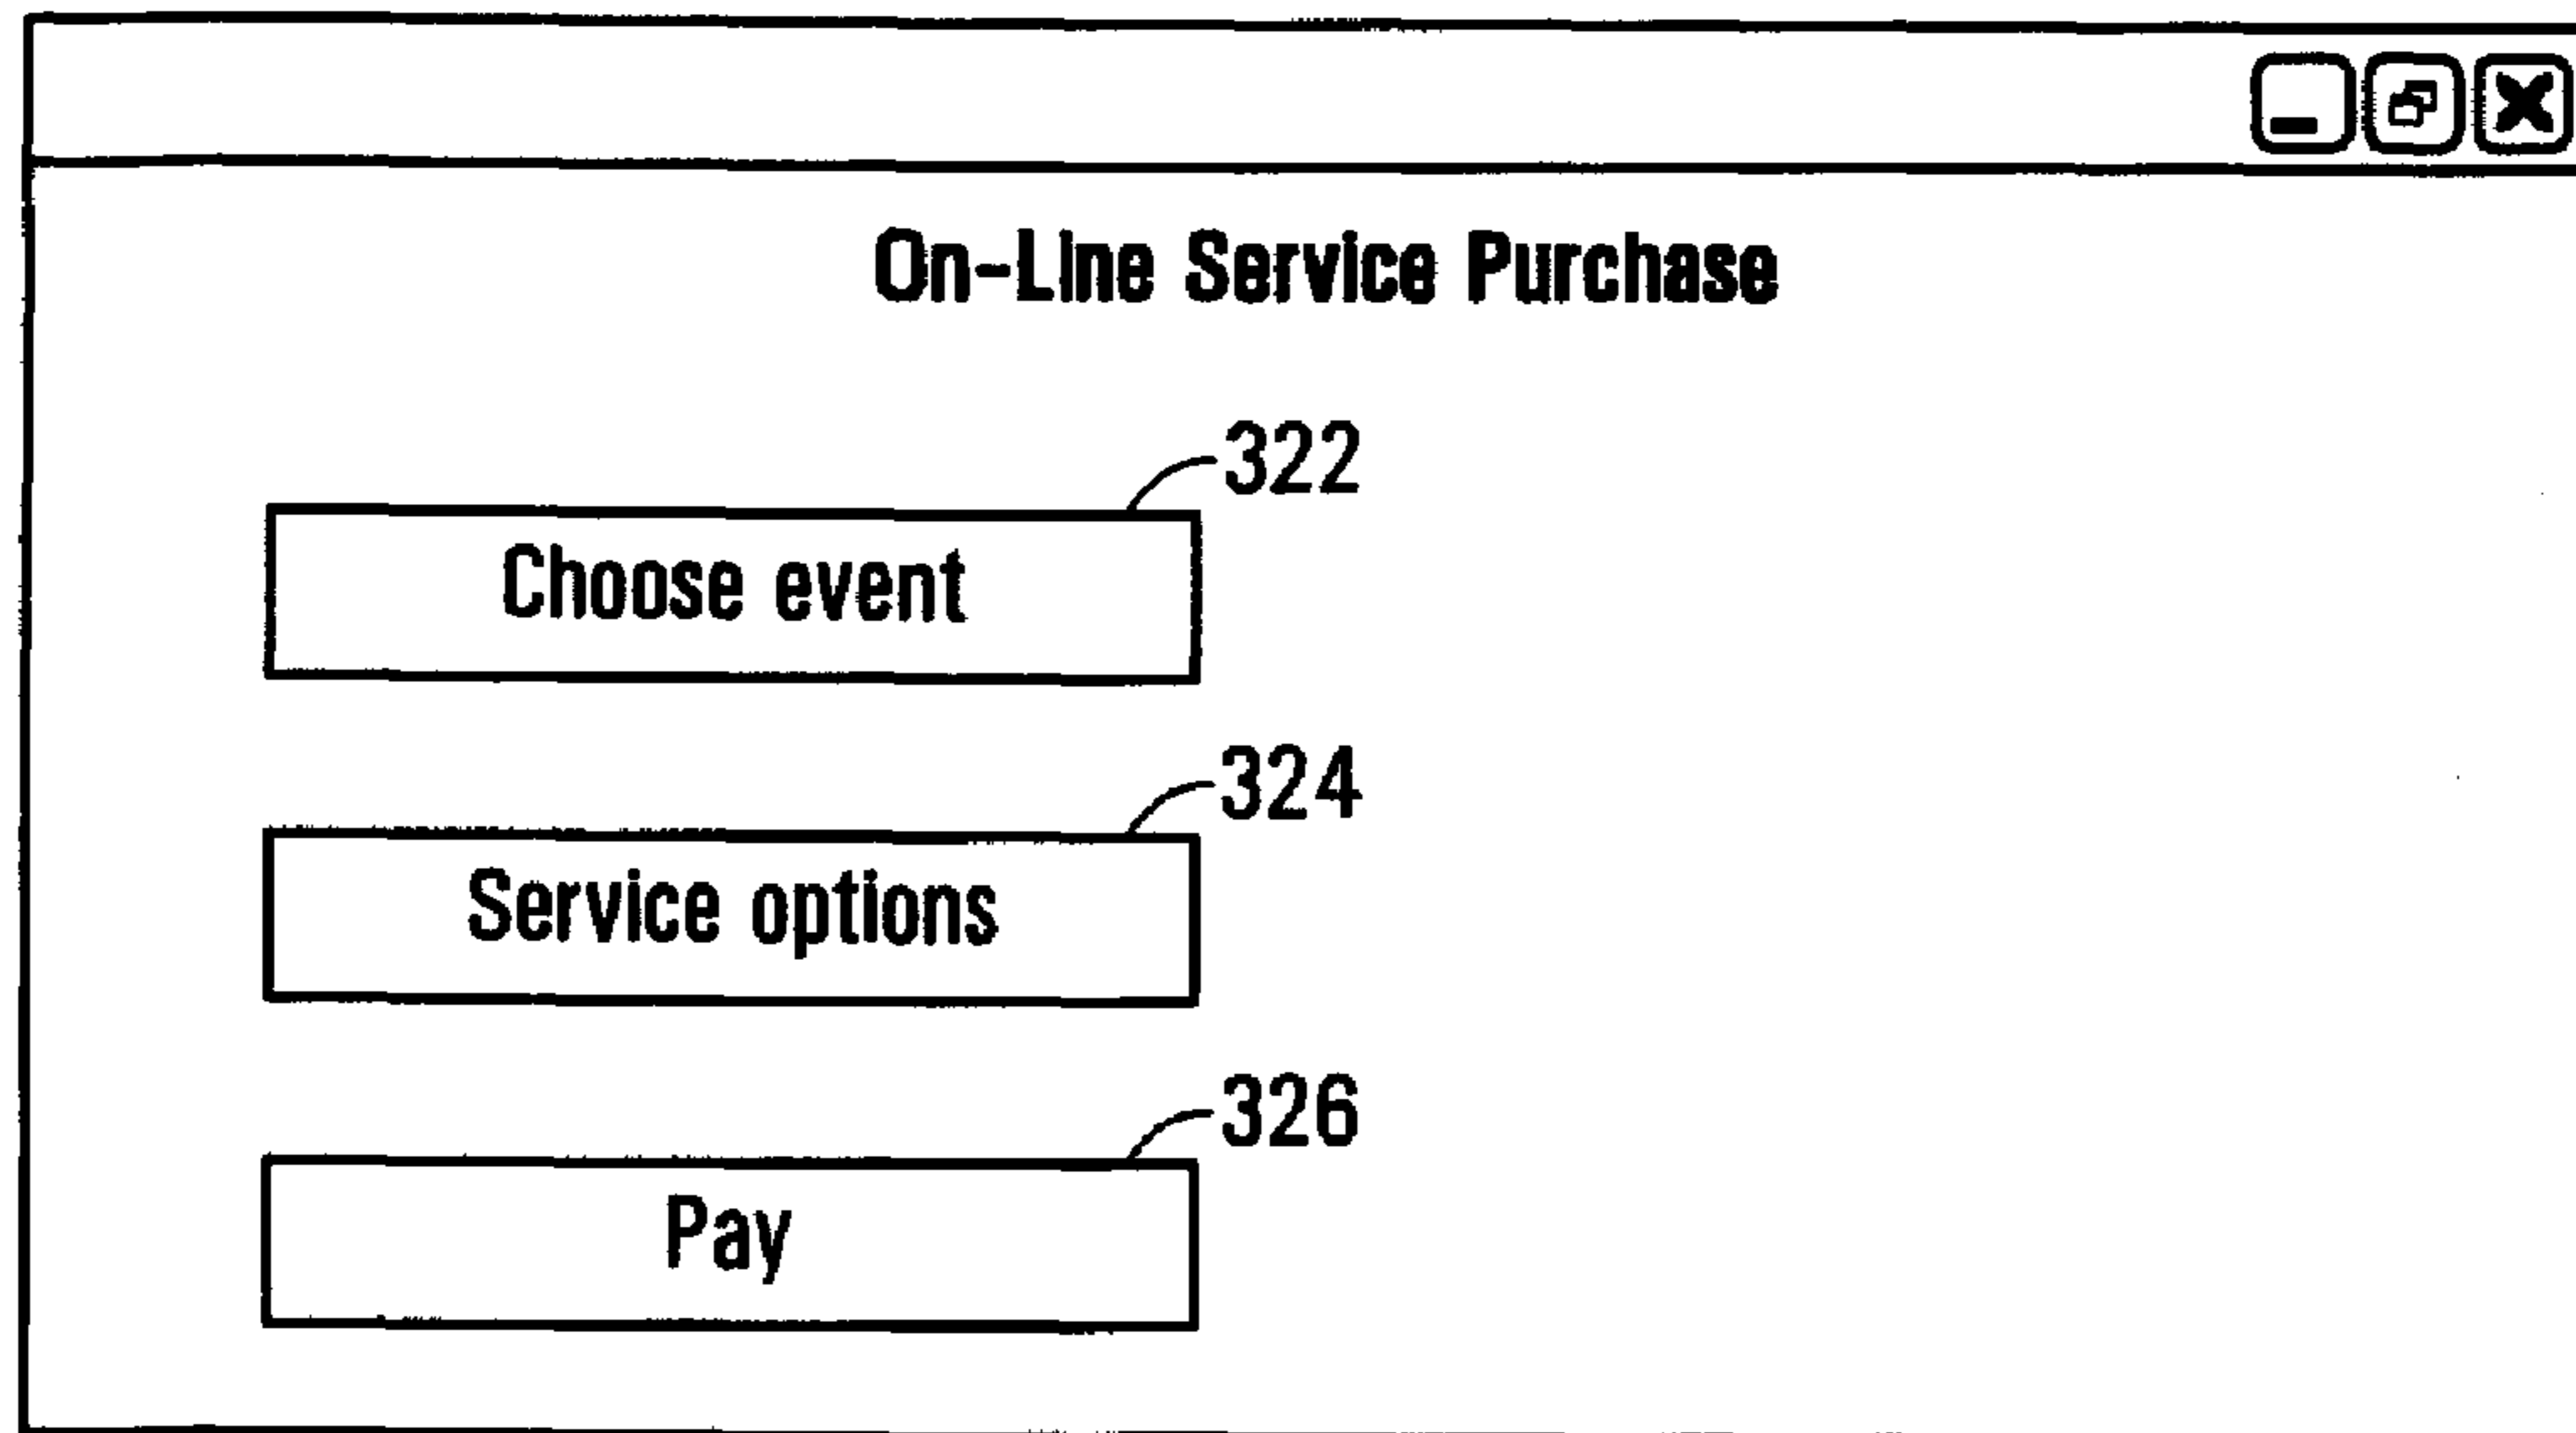 On-Line Service Purchase
322
Choose event
324
Service options
326
Pay